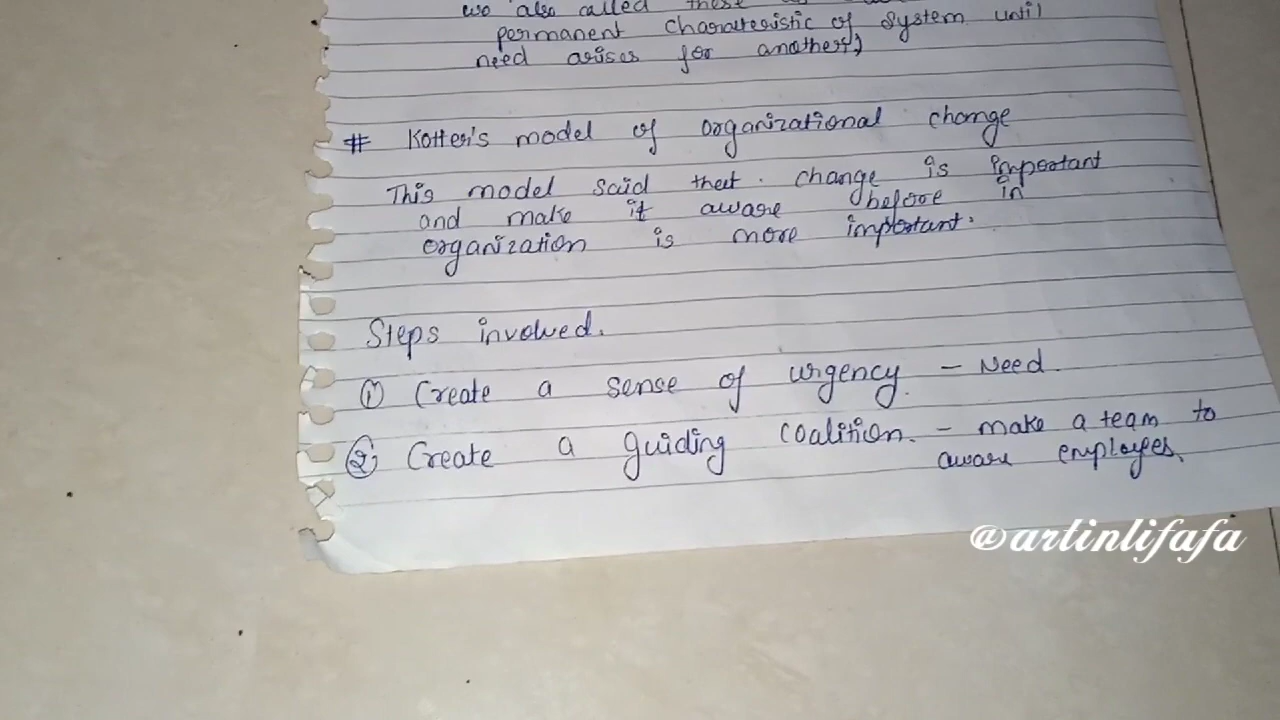 we also called these
permanent characteristic of system until
need arises for another)
# Kotter's model of organizational change
This model said that change is important
and make it aware before in
organization is more important.
Steps involved.
① Create a sense of urgency - Need.
② Create a guiding coalition. - make a team to
aware employes.
@artinlifafa